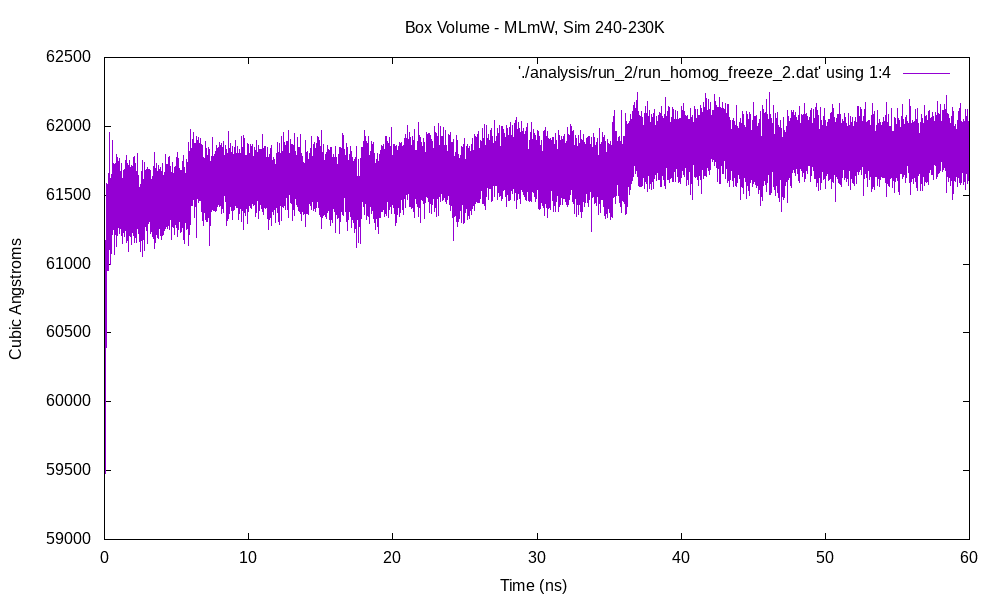 Box Volume - MLmW, Sim 240-230K
'./analysis/run_2/run_homog_freeze_2.dat' using 1:4
62500
62000
61500
61000
60500
60000
59500
59000
Cubic Angstroms
0 10 20 30 40 50 60
Time (ns)